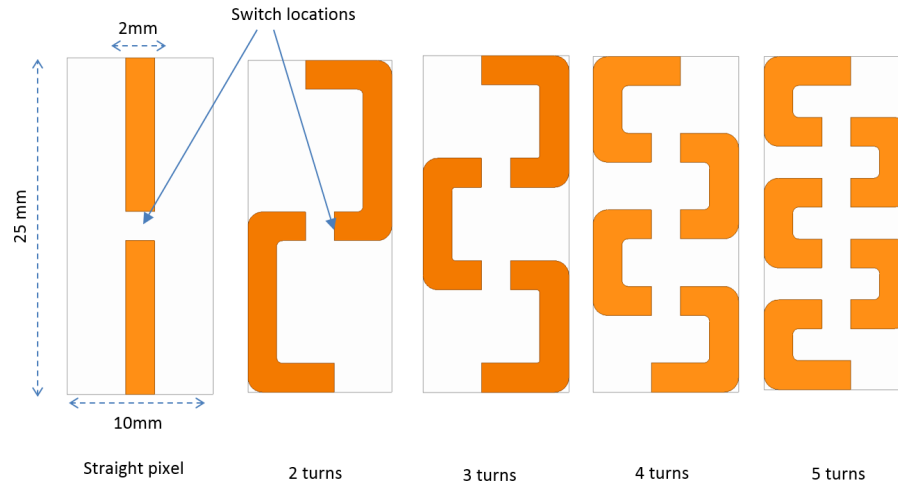 Switch locations
2mm
25 mm
10mm
Straight pixel
2 turns
3 turns
4 turns
5 turns